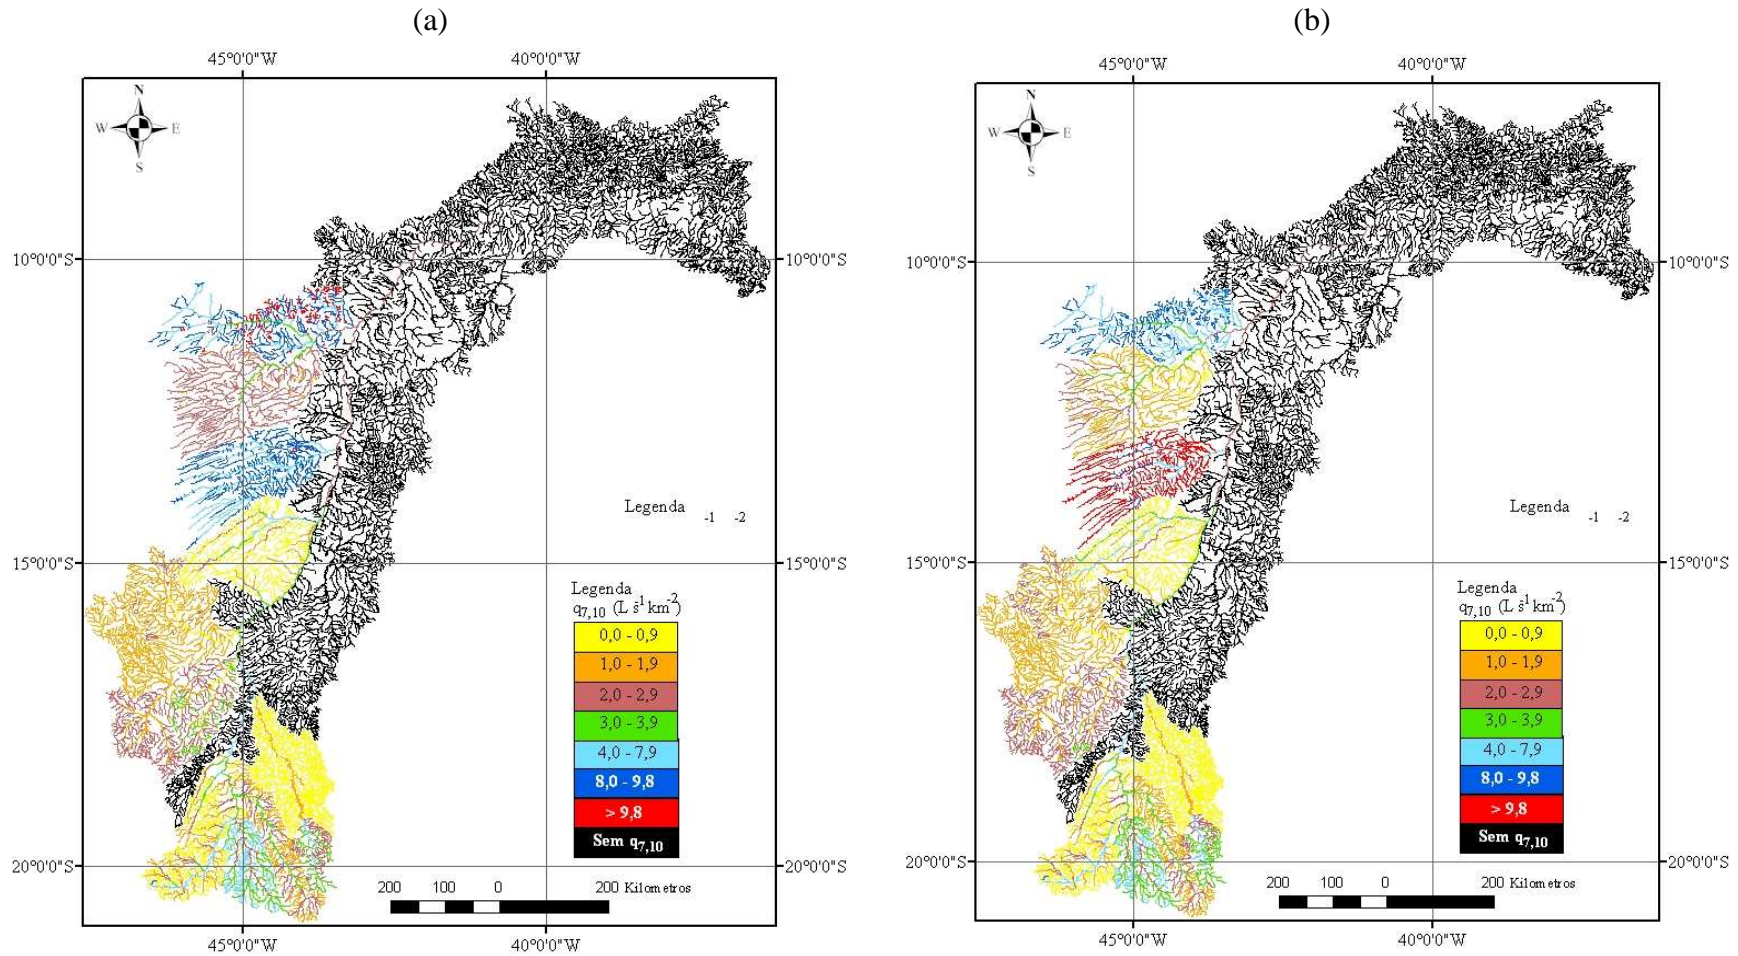 (a)
(b)
45°0'0"W 40°0'0"W
45°0'0"W 40°0'0"W
N
W E
S
N
W E
S
10°0'0"S 10°0'0"S
10°0'0"S 10°0'0"S
Legenda -1 -2
Legenda -1 -2
15°0'0"S 15°0'0"S
15°0'0"S 15°0'0"S
Legenda
q7,10 (L s-1 km-2)
0,0 - 0,9
1,0 - 1,9
2,0 - 2,9
3,0 - 3,9
4,0 - 7,9
8,0 - 9,8
> 9,8
Sem q7,10
Legenda
q7,10 (L s-1 km-2)
0,0 - 0,9
1,0 - 1,9
2,0 - 2,9
3,0 - 3,9
4,0 - 7,9
8,0 - 9,8
> 9,8
Sem q7,10
20°0'0"S 20°0'0"S
20°0'0"S 20°0'0"S
200 100 0 200 Kilometros
200 100 0 200 Kilometros
45°0'0"W 40°0'0"W
45°0'0"W 40°0'0"W